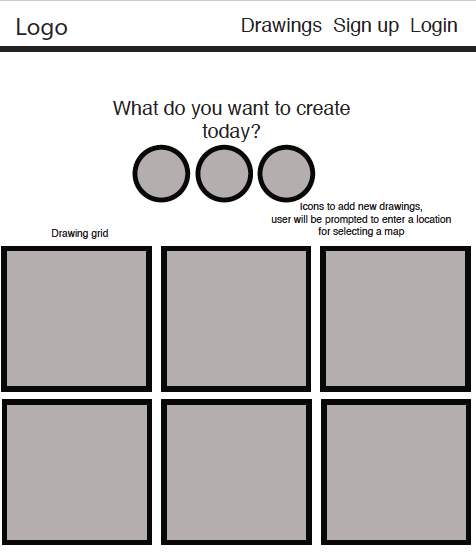 Logo
Drawings Sign up Login
What do you want to create
today?
Icons to add new drawings,
user will be prompted to enter a location
for selecting a map
Drawing grid